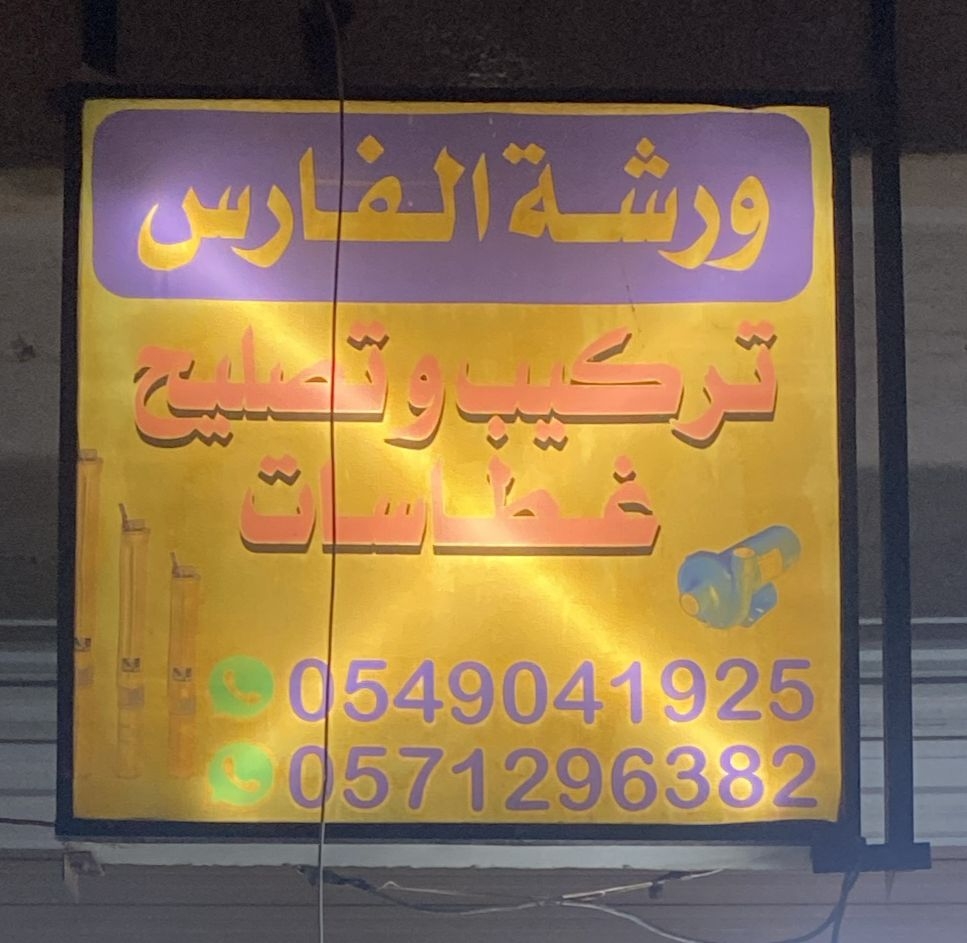 ورشة الفارس
تركيب وتصليح
غطاسات
0549041925
0571296382